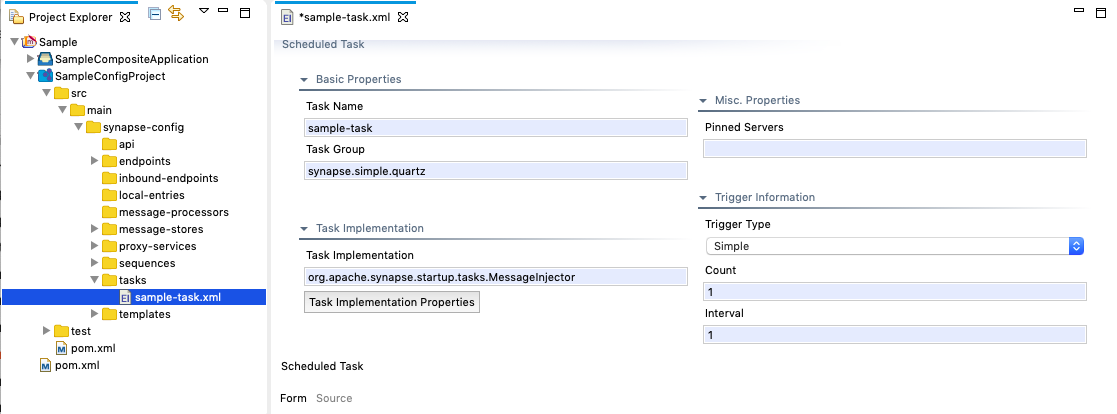 Project Explorer
Sample
SampleCompositeApplication
SampleConfigProject
src
main
synapse-config
api
endpoints
inbound-endpoints
local-entries
message-processors
message-stores
proxy-services
sequences
tasks
sample-task.xml
templates
test
pom.xml
pom.xml
*sample-task.xml
Scheduled Task
Basic Properties
Task Name
sample-task
Task Group
synapse.simple.quartz
Task Implementation
Task Implementation
org.apache.synapse.startup.tasks.MessageInjector
Task Implementation Properties
Misc. Properties
Pinned Servers
Trigger Information
Trigger Type
Simple
Count
1
Interval
1
Scheduled Task
Form Source